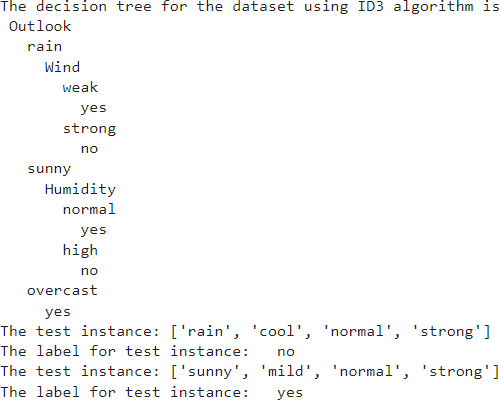 The decision tree for the dataset using ID3 algorithm is
Outlook
rain
Wind
weak
yes
strong
no
sunny
Humidity
normal
yes
high
no
overcast
yes
The test instance: ['rain', 'cool', 'normal', 'strong']
The label for test instance:   no
The test instance: ['sunny', 'mild', 'normal', 'strong']
The label for test instance:   yes